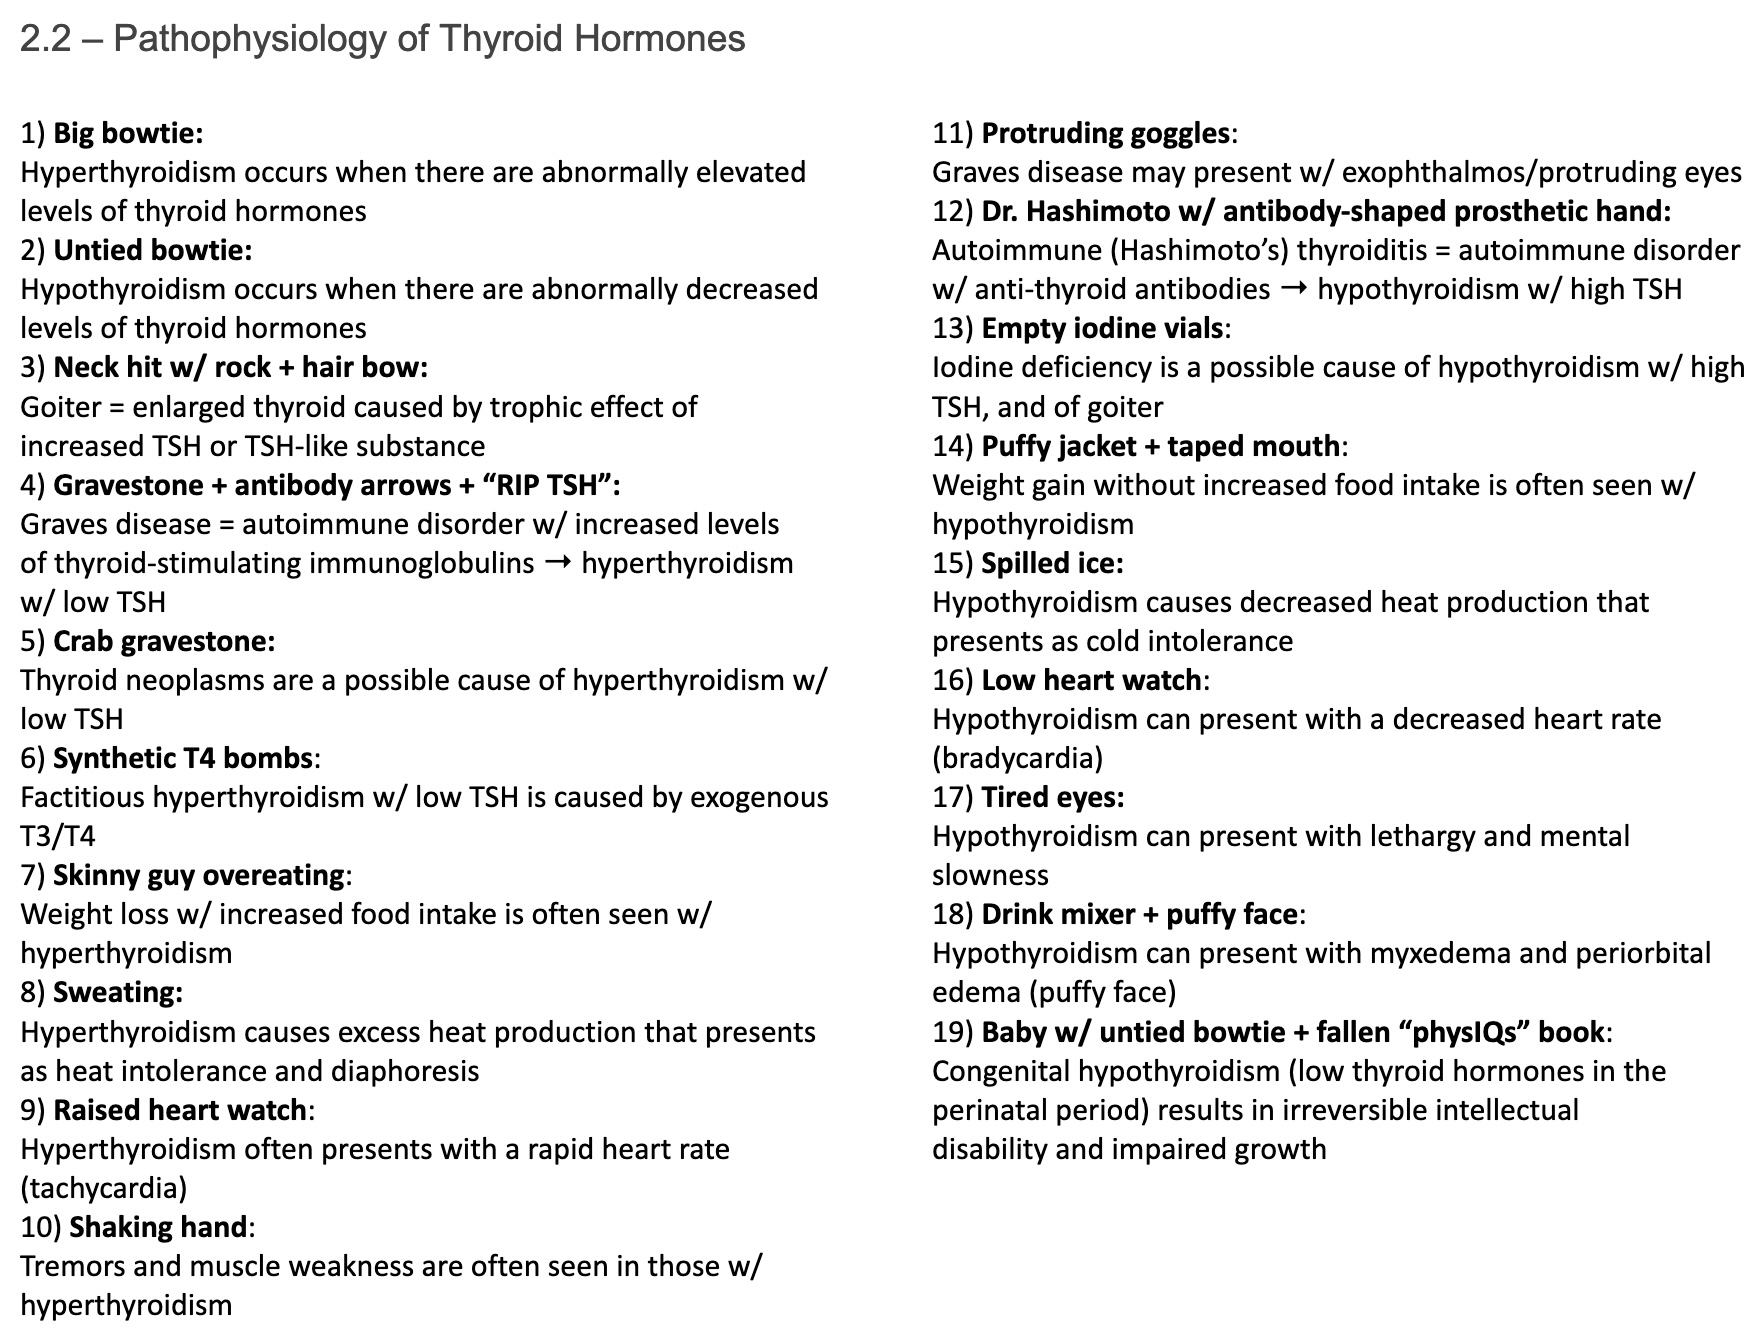 2.2 – Pathophysiology of Thyroid Hormones
1) Big bowtie:
Hyperthyroidism occurs when there are abnormally elevated
levels of thyroid hormones
2) Untied bowtie:
Hypothyroidism occurs when there are abnormally decreased
levels of thyroid hormones
3) Neck hit w/ rock + hair bow:
Goiter = enlarged thyroid caused by trophic effect of
increased TSH or TSH-like substance
4) Gravestone + antibody arrows + “RIP TSH”:
Graves disease = autoimmune disorder w/ increased levels
of thyroid-stimulating immunoglobulins → hyperthyroidism
w/ low TSH
5) Crab gravestone:
Thyroid neoplasms are a possible cause of hyperthyroidism w/
low TSH
6) Synthetic T4 bombs:
Factitious hyperthyroidism w/ low TSH is caused by exogenous
T3/T4
7) Skinny guy overeating:
Weight loss w/ increased food intake is often seen w/
hyperthyroidism
8) Sweating:
Hyperthyroidism causes excess heat production that presents
as heat intolerance and diaphoresis
9) Raised heart watch:
Hyperthyroidism often presents with a rapid heart rate
(tachycardia)
10) Shaking hand:
Tremors and muscle weakness are often seen in those w/
hyperthyroidism
11) Protruding goggles:
Graves disease may present w/ exophthalmos/protruding eyes
12) Dr. Hashimoto w/ antibody-shaped prosthetic hand:
Autoimmune (Hashimoto’s) thyroiditis = autoimmune disorder
w/ anti-thyroid antibodies → hypothyroidism w/ high TSH
13) Empty iodine vials:
Iodine deficiency is a possible cause of hypothyroidism w/ high
TSH, and of goiter
14) Puffy jacket + taped mouth:
Weight gain without increased food intake is often seen w/
hypothyroidism
15) Spilled ice:
Hypothyroidism causes decreased heat production that
presents as cold intolerance
16) Low heart watch:
Hypothyroidism can present with a decreased heart rate
(bradycardia)
17) Tired eyes:
Hypothyroidism can present with lethargy and mental
slowness
18) Drink mixer + puffy face:
Hypothyroidism can present with myxedema and periorbital
edema (puffy face)
19) Baby w/ untied bowtie + fallen “physIQs” book:
Congenital hypothyroidism (low thyroid hormones in the
perinatal period) results in irreversible intellectual
disability and impaired growth